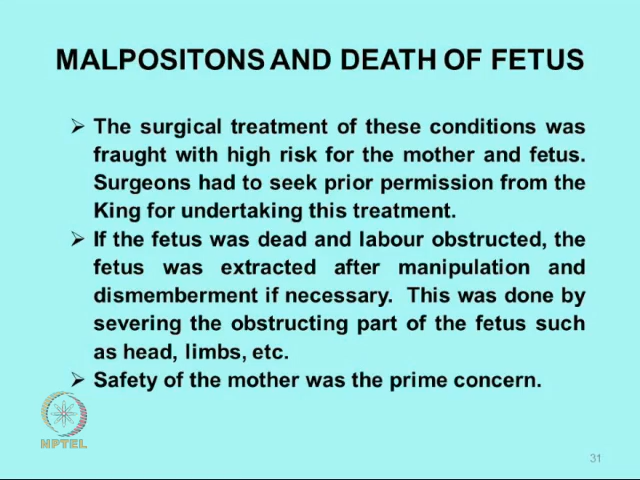 MALPOSITONS AND DEATH OF FETUS
➢ The surgical treatment of these conditions was
fraught with high risk for the mother and fetus.
Surgeons had to seek prior permission from the
King for undertaking this treatment.
➢ If the fetus was dead and labour obstructed, the
fetus was extracted after manipulation and
dismemberment if necessary. This was done by
severing the obstructing part of the fetus such
as head, limbs, etc.
➢ Safety of the mother was the prime concern.
NPTEL
31